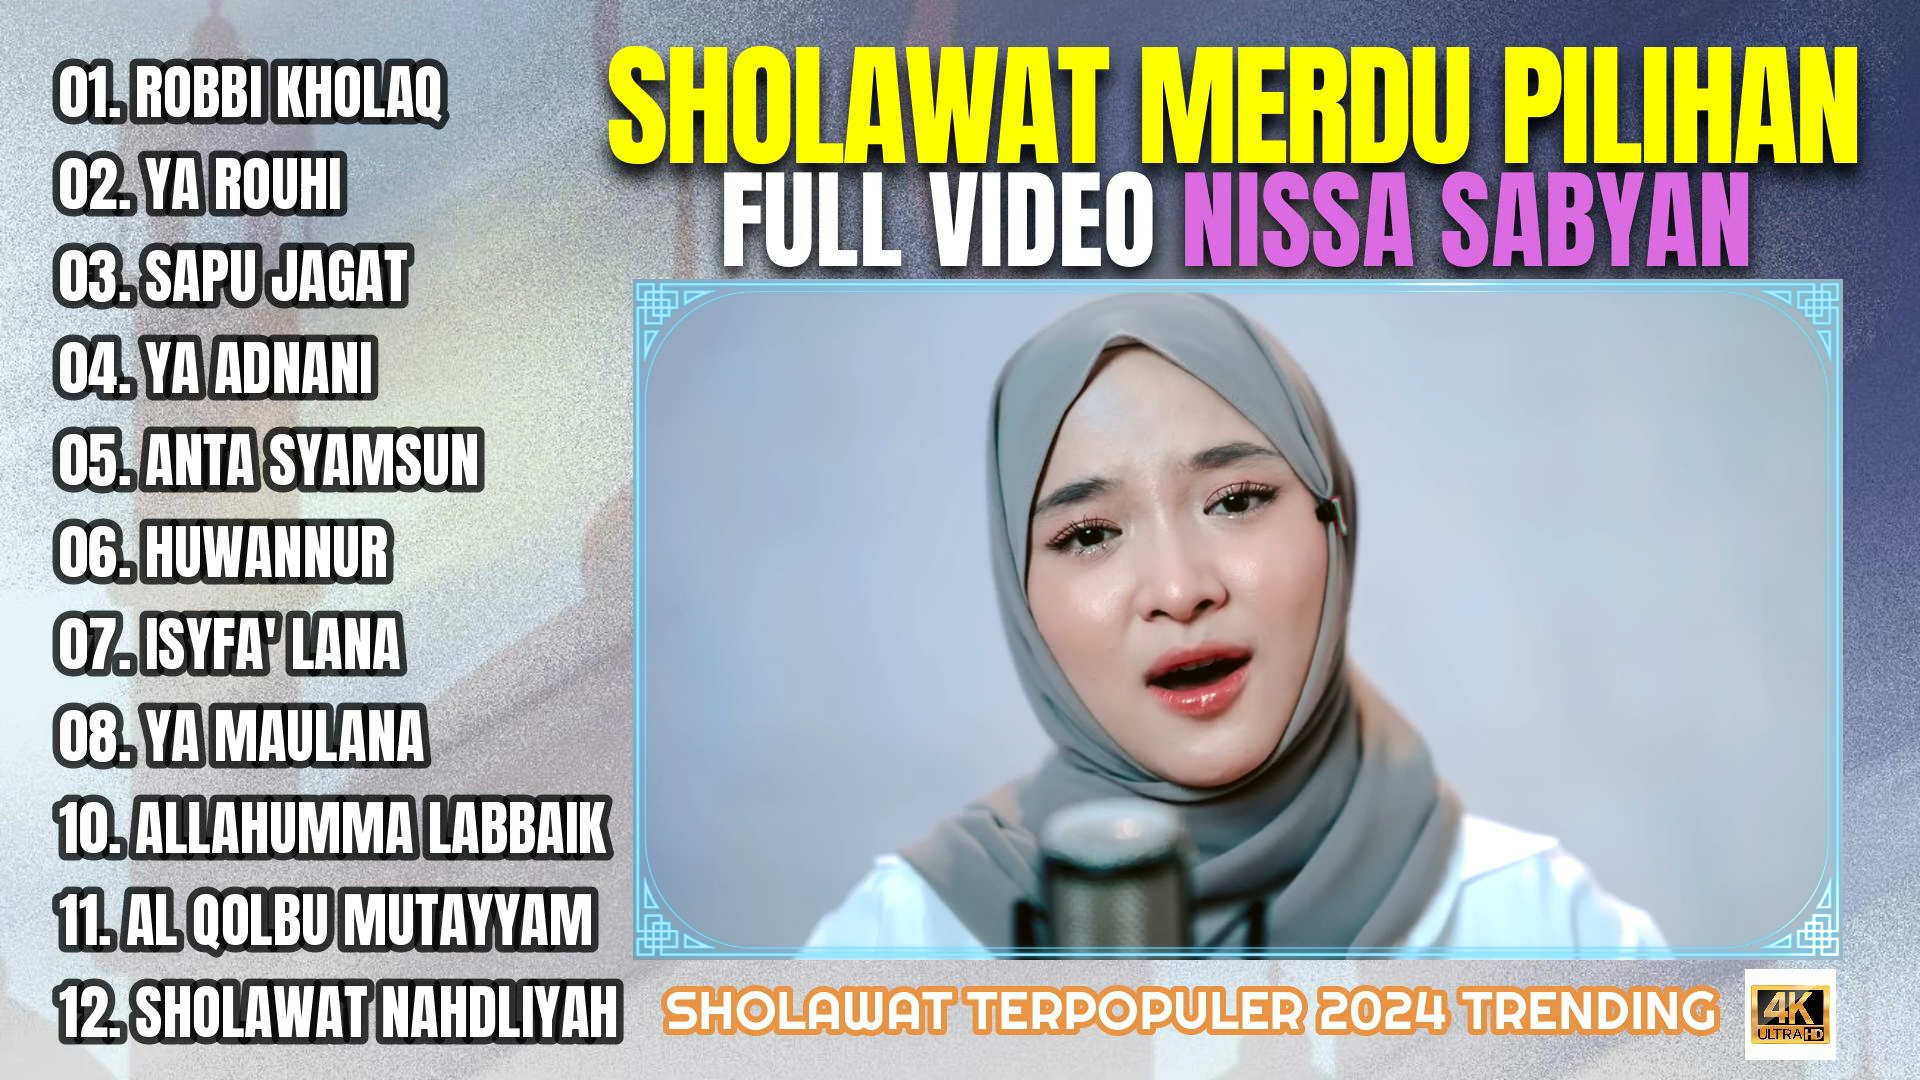 SHOLAWAT MERDU PILIHAN
FULL VIDEO NISSA SABYAN
01. ROBBI KHOLAQ
02. YA ROUHI
03. SAPU JAGAT
04. YA ADNANI
05. ANTA SYAMSUN
06. HUWANNUR
07. ISYFA' LANA
08. YA MAULANA
10. ALLAHUMMA LABBAIK
11. AL QOLBU MUTAYYAM
12. SHOLAWAT NAHDLIYAH
SHOLAWAT TERPOPULER 2024 TRENDING
4K
ULTRA HD